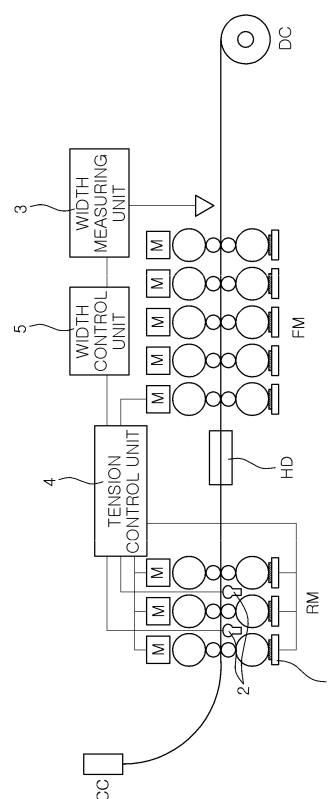 4
5
3
TENSION
CONTROL UNIT
WIDTH
CONTROL
UNIT
WIDTH
MEASURING
UNIT
M
M
M
M
M
M
M
M
CC
2
RM
HD
FM
DC